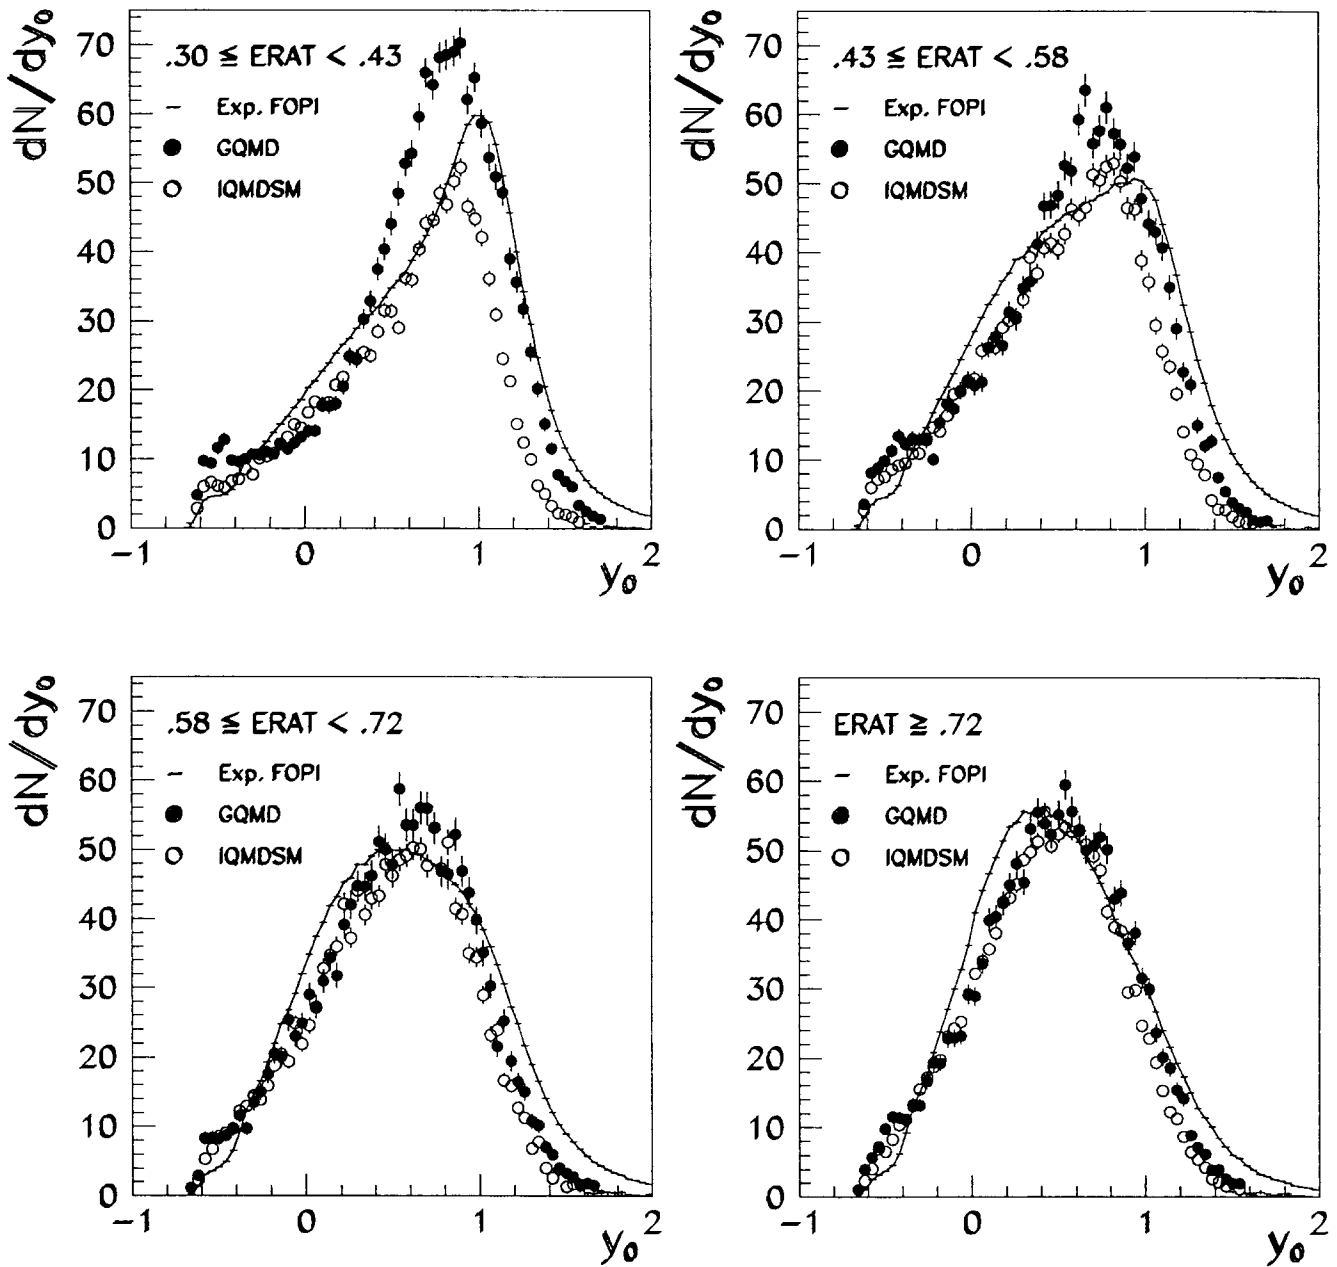 dN/dy₀
70
60
50
40
30
20
10
0
.30 ≦ ERAT < .43
– Exp. FOPI
● GQMD
○ IQMDSM
−1 0 1 2
y₀
dN/dy₀
70
60
50
40
30
20
10
0
.43 ≦ ERAT < .58
– Exp. FOPI
● GQMD
○ IQMDSM
−1 0 1 2
y₀
dN/dy₀
70
60
50
40
30
20
10
0
.58 ≦ ERAT < .72
– Exp. FOPI
● GQMD
○ IQMDSM
−1 0 1 2
y₀
dN/dy₀
70
60
50
40
30
20
10
0
ERAT ≧ .72
– Exp. FOPI
● GQMD
○ IQMDSM
−1 0 1 2
y₀